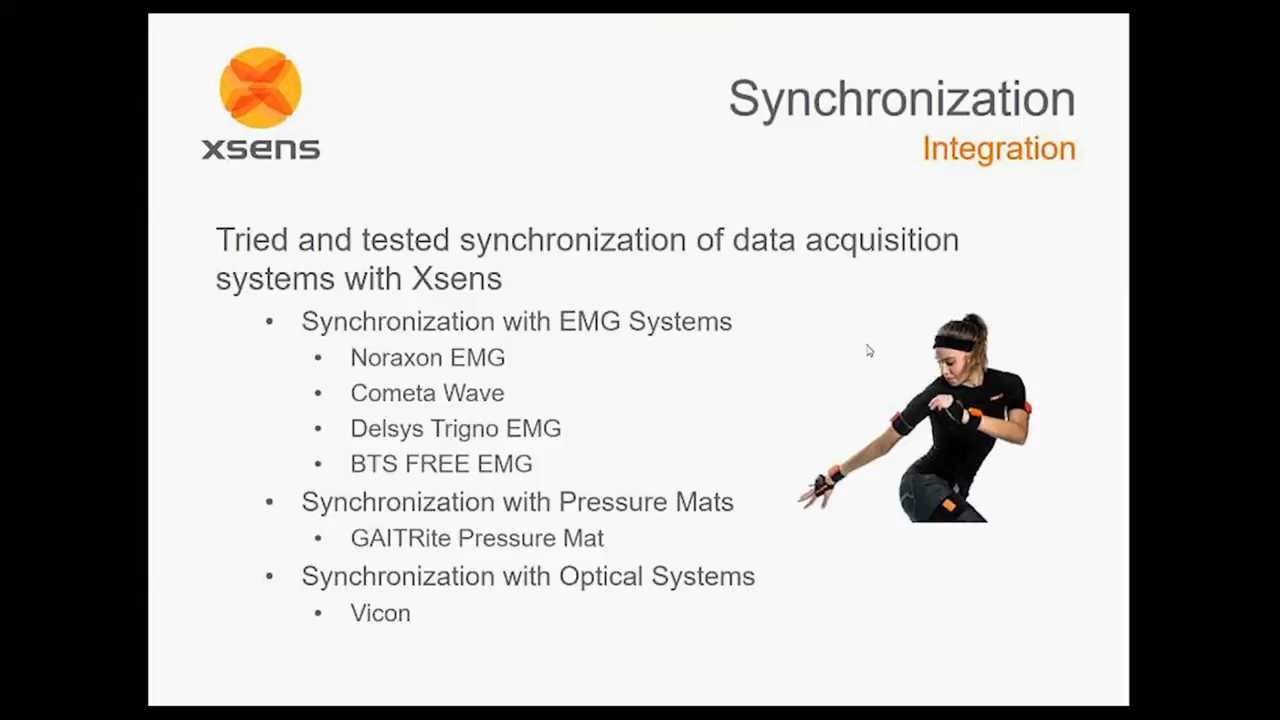 xsens
Synchronization
Integration
Tried and tested synchronization of data acquisition
systems with Xsens
• Synchronization with EMG Systems
• Noraxon EMG
• Cometa Wave
• Delsys Trigno EMG
• BTS FREE EMG
• Synchronization with Pressure Mats
• GAITRite Pressure Mat
• Synchronization with Optical Systems
• Vicon